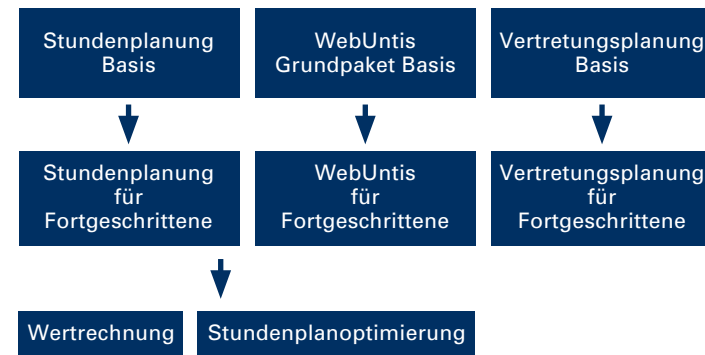 Stundenplanung
Basis
WebUntis
Grundpaket Basis
Vertretungsplanung
Basis
Stundenplanung
für
Fortgeschrittene
WebUntis
für
Fortgeschrittene
Vertretungsplanung
für
Fortgeschrittene
Wertrechnung
Stundenplanoptimierung